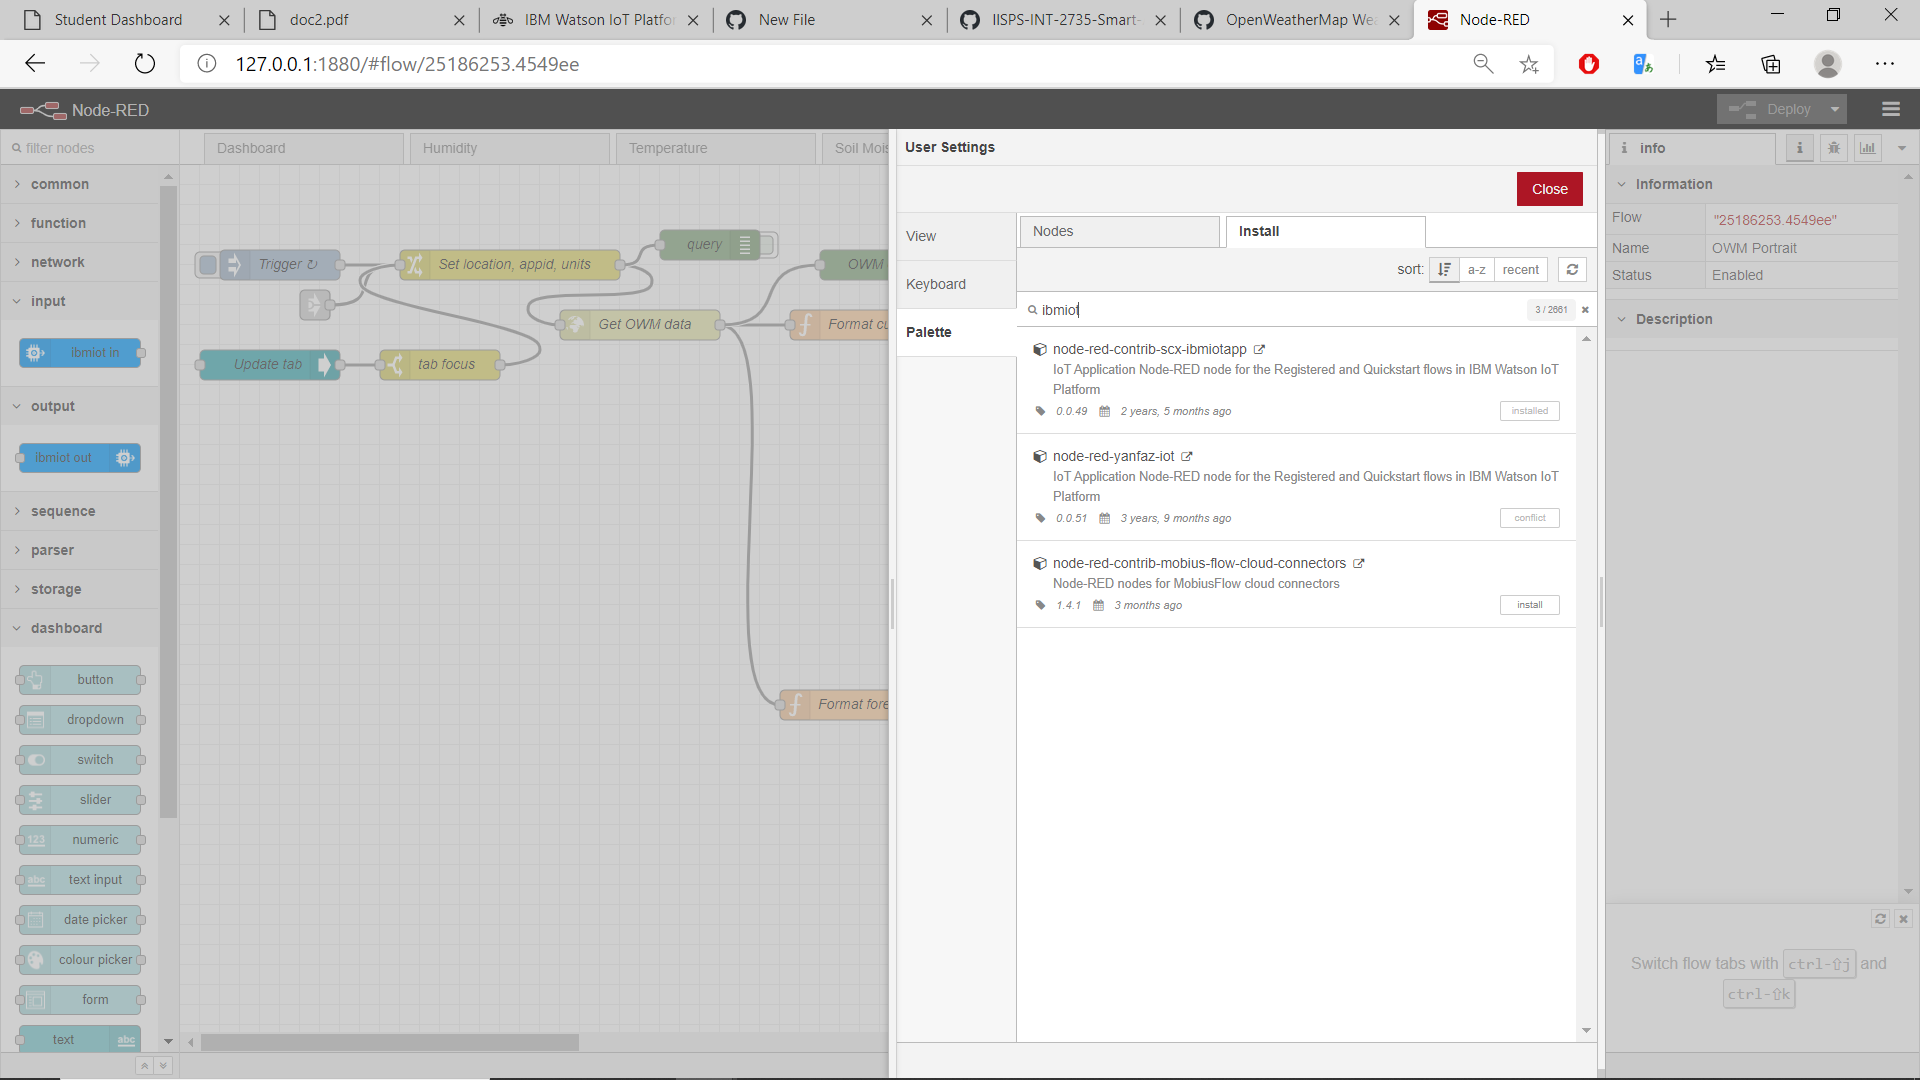 Student Dashboard
doc2.pdf
IBM Watson IoT Platfo
New File
IISPS-INT-2735-Smart-
OpenWeatherMap Wea
Node-RED
127.0.0.1:1880/#flow/25186253.4549ee
Node-RED
Deploy
filter nodes
Dashboard
Humidity
Temperature
Soil Mois
common
function
network
input
ibmiot in
output
ibmiot out
sequence
parser
storage
dashboard
button
dropdown
switch
slider
123 numeric
abc text input
date picker
colour picker
form
text abc
Trigger ↻
Set location, appid, units
query
OWM
Get OWM data
Format cu
Update tab
tab focus
Format fore
User Settings
Close
View
Keyboard
Palette
Nodes
Install
sort: a-z recent
ibmiot
3 / 2661
node-red-contrib-scx-ibmiotapp
IoT Application Node-RED node for the Registered and Quickstart flows in IBM Watson IoT
Platform
0.0.49 2 years, 5 months ago
installed
node-red-yanfaz-iot
IoT Application Node-RED node for the Registered and Quickstart flows in IBM Watson IoT
Platform
0.0.51 3 years, 9 months ago
conflict
node-red-contrib-mobius-flow-cloud-connectors
Node-RED nodes for MobiusFlow cloud connectors
1.4.1 3 months ago
install
info
Information
Flow "25186253.4549ee"
Name OWM Portrait
Status Enabled
Description
Switch flow tabs with ctrl-⇧j and
ctrl-⇧k